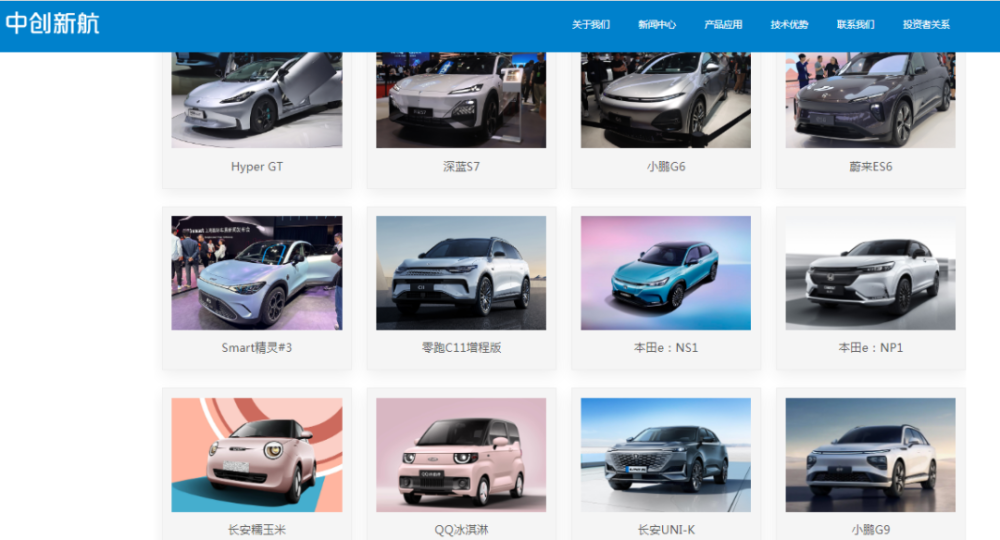 中创新航
关于我们 新闻中心 产品应用 技术优势 联系我们 投资者关系
Hyper GT 深蓝S7 小鹏G6 蔚来ES6
Smart精灵#3 零跑C11增程版 本田e：NS1 本田e：NP1
长安糯玉米 QQ冰淇淋 长安UNI-K 小鹏G9